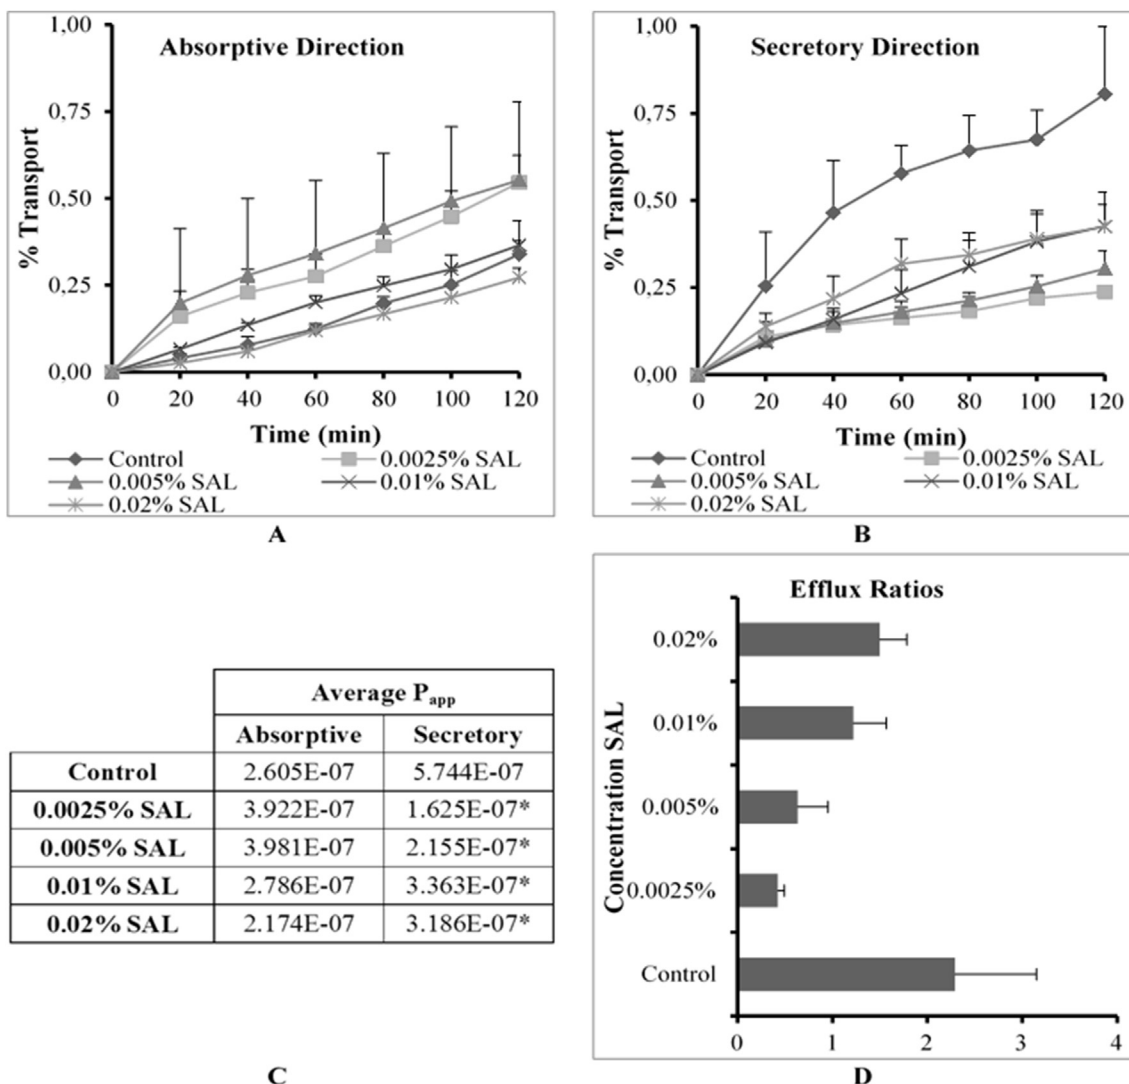 Absorptive Direction
1,00
0,75
0,50
0,25
0,00
% Transport
0 20 40 60 80 100 120
Time (min)
Control 0.0025% SAL
0.005% SAL 0.01% SAL
0.02% SAL
A
Secretory Direction
1,00
0,75
0,50
0,25
0,00
% Transport
0 20 40 60 80 100 120
Time (min)
Control 0.0025% SAL
0.005% SAL 0.01% SAL
0.02% SAL
B
Average Papp
Absorptive Secretory
Control 2.605E-07 5.744E-07
0.0025% SAL 3.922E-07 1.625E-07*
0.005% SAL 3.981E-07 2.155E-07*
0.01% SAL 2.786E-07 3.363E-07*
0.02% SAL 2.174E-07 3.186E-07*
C
Efflux Ratios
Concentration SAL
0.02%
0.01%
0.005%
0.0025%
Control
0 1 2 3 4
D